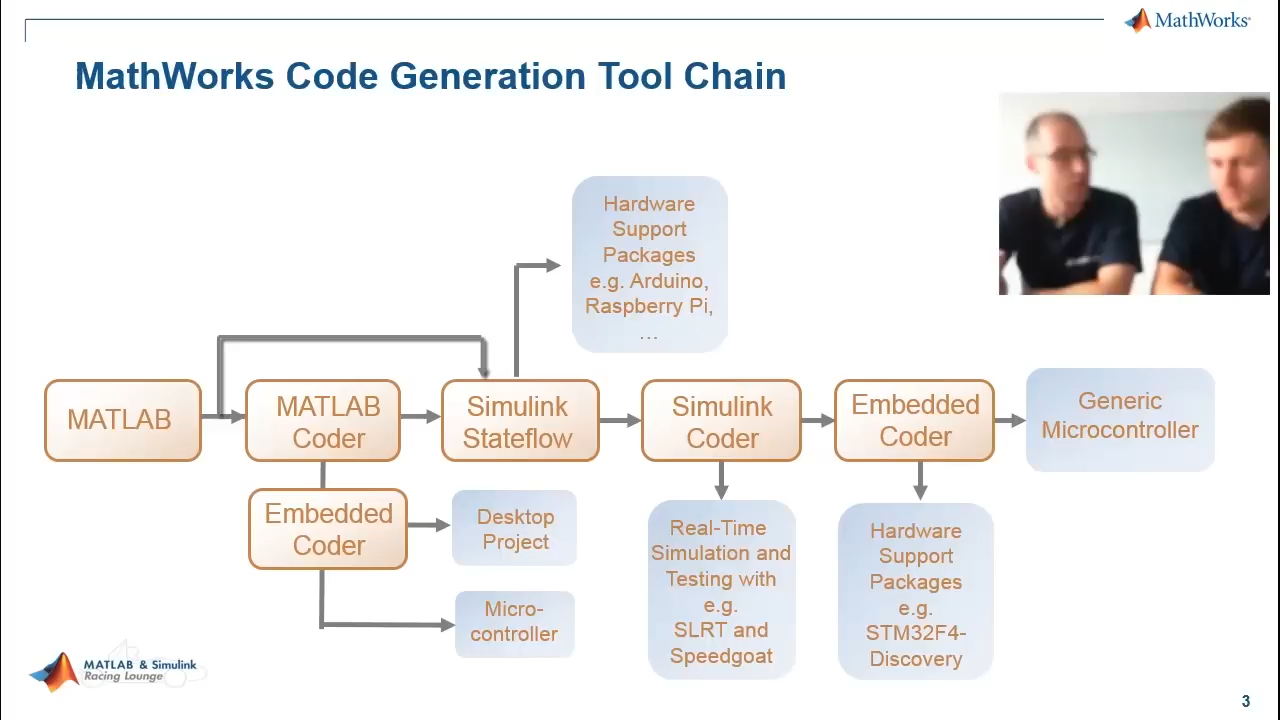 MathWorks®
MathWorks Code Generation Tool Chain
Hardware
Support
Packages
e.g. Arduino,
Raspberry Pi,
...
MATLAB
MATLAB
Coder
Simulink
Stateflow
Simulink
Coder
Embedded
Coder
Generic
Microcontroller
Embedded
Coder
Desktop
Project
Micro-
controller
Real-Time
Simulation and
Testing with
e.g.
SLRT and
Speedgoat
Hardware
Support
Packages
e.g.
STM32F4-
Discovery
MATLAB & Simulink
Racing Lounge
3